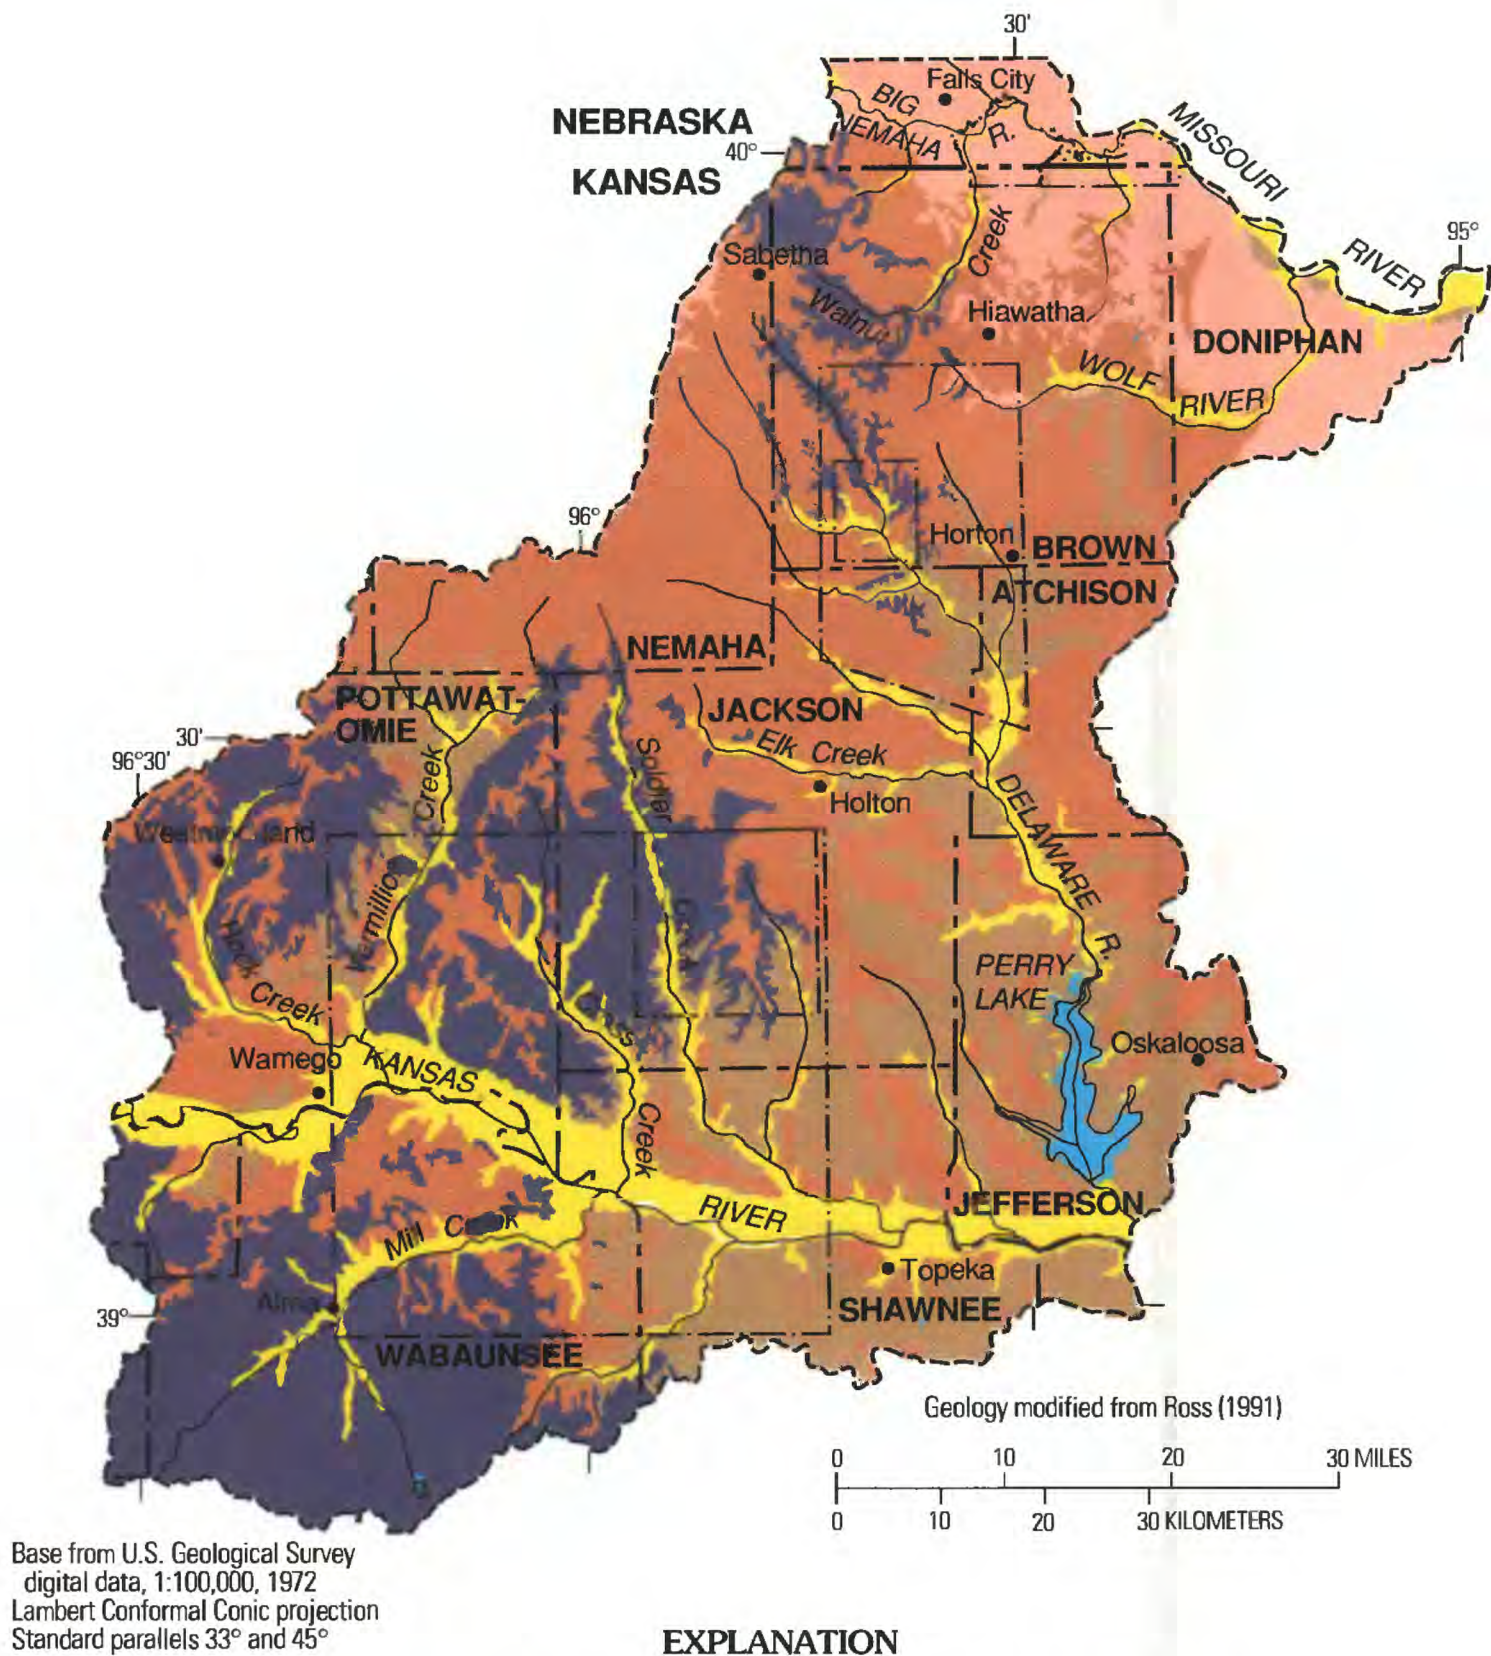 30'
Falls City
BIG
NEMAHA
R.
MISSOURI
RIVER
NEBRASKA
40°
KANSAS
95°
Creek
Sabetha
Walnut
Hiawatha
DONIPHAN
WOLF
RIVER
96°
Horton
BROWN
ATCHISON
NEMAHA
POTTAWAT-
OMIE
JACKSON
30'
96°30'
Creek
Soldier
Elk Creek
Holton
DELAWARE
R.
Vermillion
Creek
Rock
Creek
PERRY
LAKE
Cross
Oskaloosa
Wamego
KANSAS
Creek
JEFFERSON
RIVER
Mill Creek
Topeka
Alma
SHAWNEE
39°
WABAUNSEE
Geology modified from Ross (1991)
0 10 20 30 MILES
0 10 20 30 KILOMETERS
Base from U.S. Geological Survey
digital data, 1:100,000, 1972
Lambert Conformal Conic projection
Standard parallels 33° and 45°
EXPLANATION